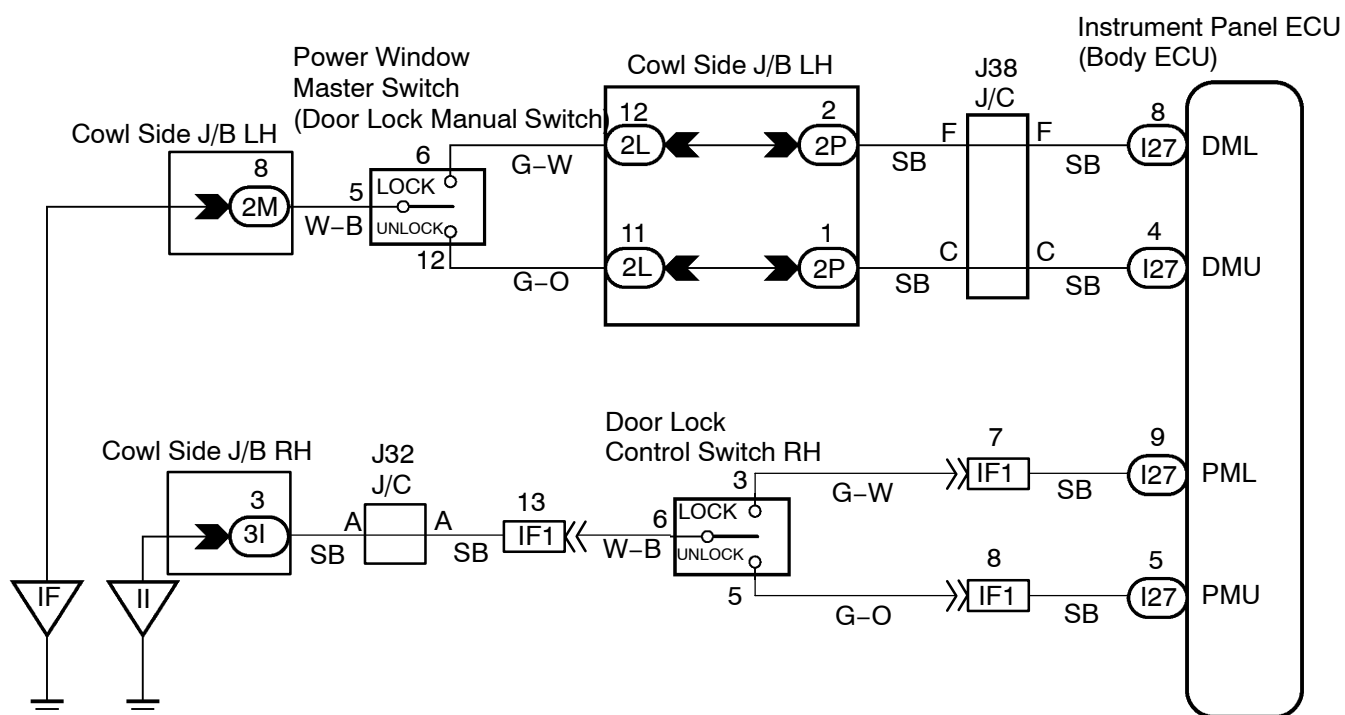 Instrument Panel ECU
(Body ECU)
Power Window
Master Switch
(Door Lock Manual Switch)
Cowl Side J/B LH
J38
J/C
Cowl Side J/B LH
12
2
8
6
F
F
2L
2P
I27
DML
8
G–W
SB
SB
5
LOCK
2M
W–B
UNLOCK
11
1
4
12
C
C
2L
2P
I27
DMU
G–O
SB
SB
Door Lock
Control Switch RH
Cowl Side J/B RH
J32
J/C
7
9
3
IF1
I27
PML
G–W
SB
3
13
LOCK
A
A
6
3I
IF1
SB
SB
W–B
UNLOCK
8
5
IF
II
5
IF1
I27
PMU
G–O
SB